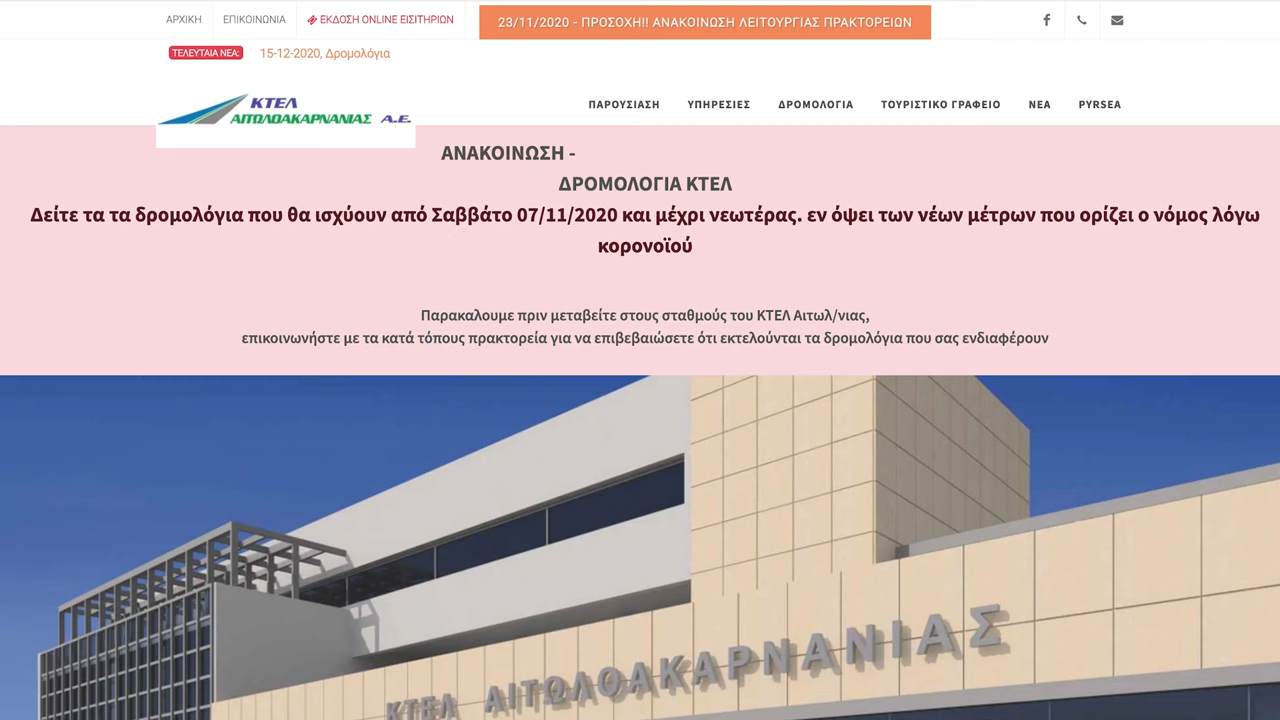 ΑΡΧΙΚΗ ΕΠΙΚΟΙΝΩΝΙΑ ΕΚΔΟΣΗ ONLINE ΕΙΣΙΤΗΡΙΩΝ 23/11/2020 - ΠΡΟΣΟΧΗ!! ΑΝΑΚΟΙΝΩΣΗ ΛΕΙΤΟΥΡΓΙΑΣ ΠΡΑΚΤΟΡΕΙΩΝ
ΤΕΛΕΥΤΑΙΑ ΝΕΑ: 15-12-2020, Δρομολόγια
ΚΤΕΛ
ΑΙΤΩΛΟΑΚΑΡΝΑΝΙΑΣ Α.Ε.
ΠΑΡΟΥΣΙΑΣΗ ΥΠΗΡΕΣΙΕΣ ΔΡΟΜΟΛΟΓΙΑ ΤΟΥΡΙΣΤΙΚΟ ΓΡΑΦΕΙΟ ΝΕΑ PYRSEA
ΑΝΑΚΟΙΝΩΣΗ -
ΔΡΟΜΟΛΟΓΙΑ ΚΤΕΛ
Δείτε τα τα δρομολόγια που θα ισχύουν από Σαββάτο 07/11/2020 και μέχρι νεωτέρας. εν όψει των νέων μέτρων που ορίζει ο νόμος λόγω
κορονοϊού
Παρακαλουμε πριν μεταβείτε στους σταθμούς του ΚΤΕΛ Αιτωλ/νιας,
επικοινωνήστε με τα κατά τόπους πρακτορεία για να επιβεβαιώσετε ότι εκτελούνται τα δρομολόγια που σας ενδιαφέρουν
ΚΤΕΛ ΑΙΤΩΛΟΑΚΑΡΝΑΝΙΑΣ